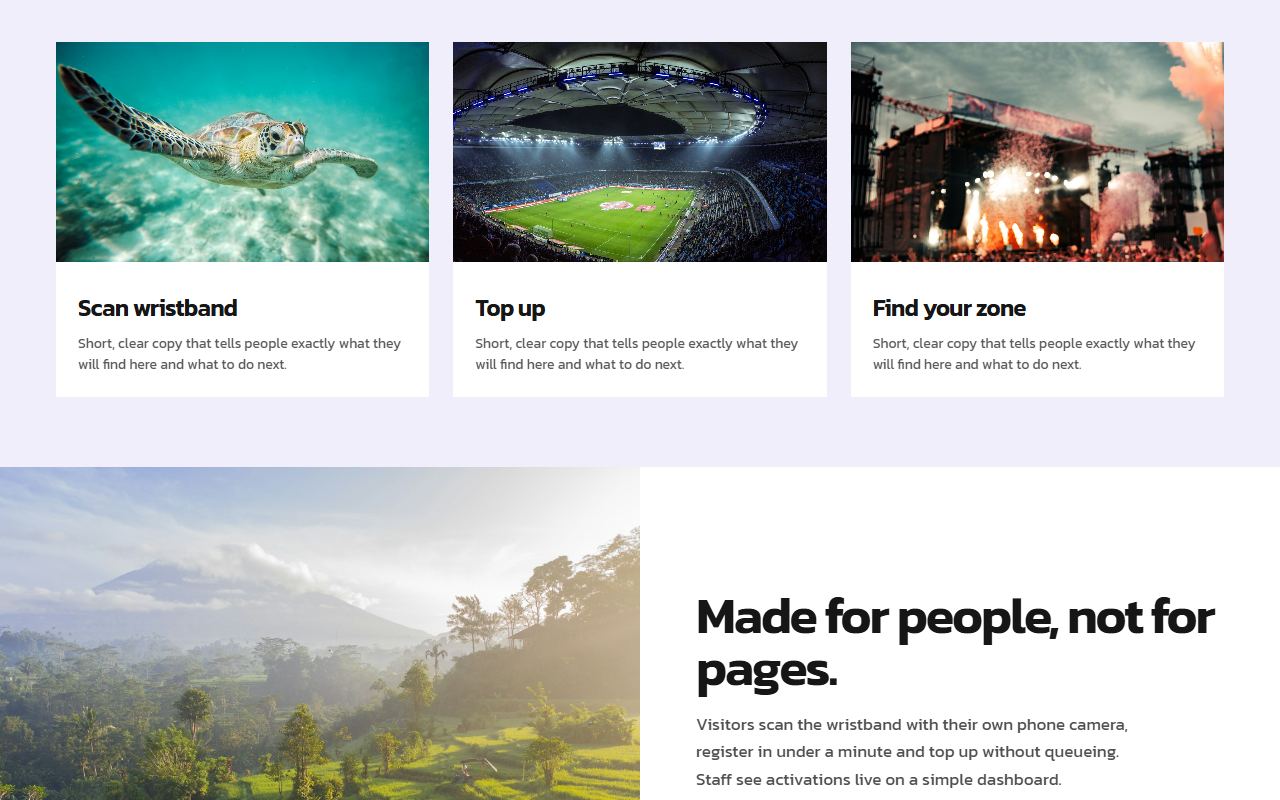 Scan wristband
Short, clear copy that tells people exactly what they
will find here and what to do next.
Top up
Short, clear copy that tells people exactly what they
will find here and what to do next.
Find your zone
Short, clear copy that tells people exactly what they
will find here and what to do next.
Made for people, not for
pages.
Visitors scan the wristband with their own phone camera,
register in under a minute and top up without queueing.
Staff see activations live on a simple dashboard.